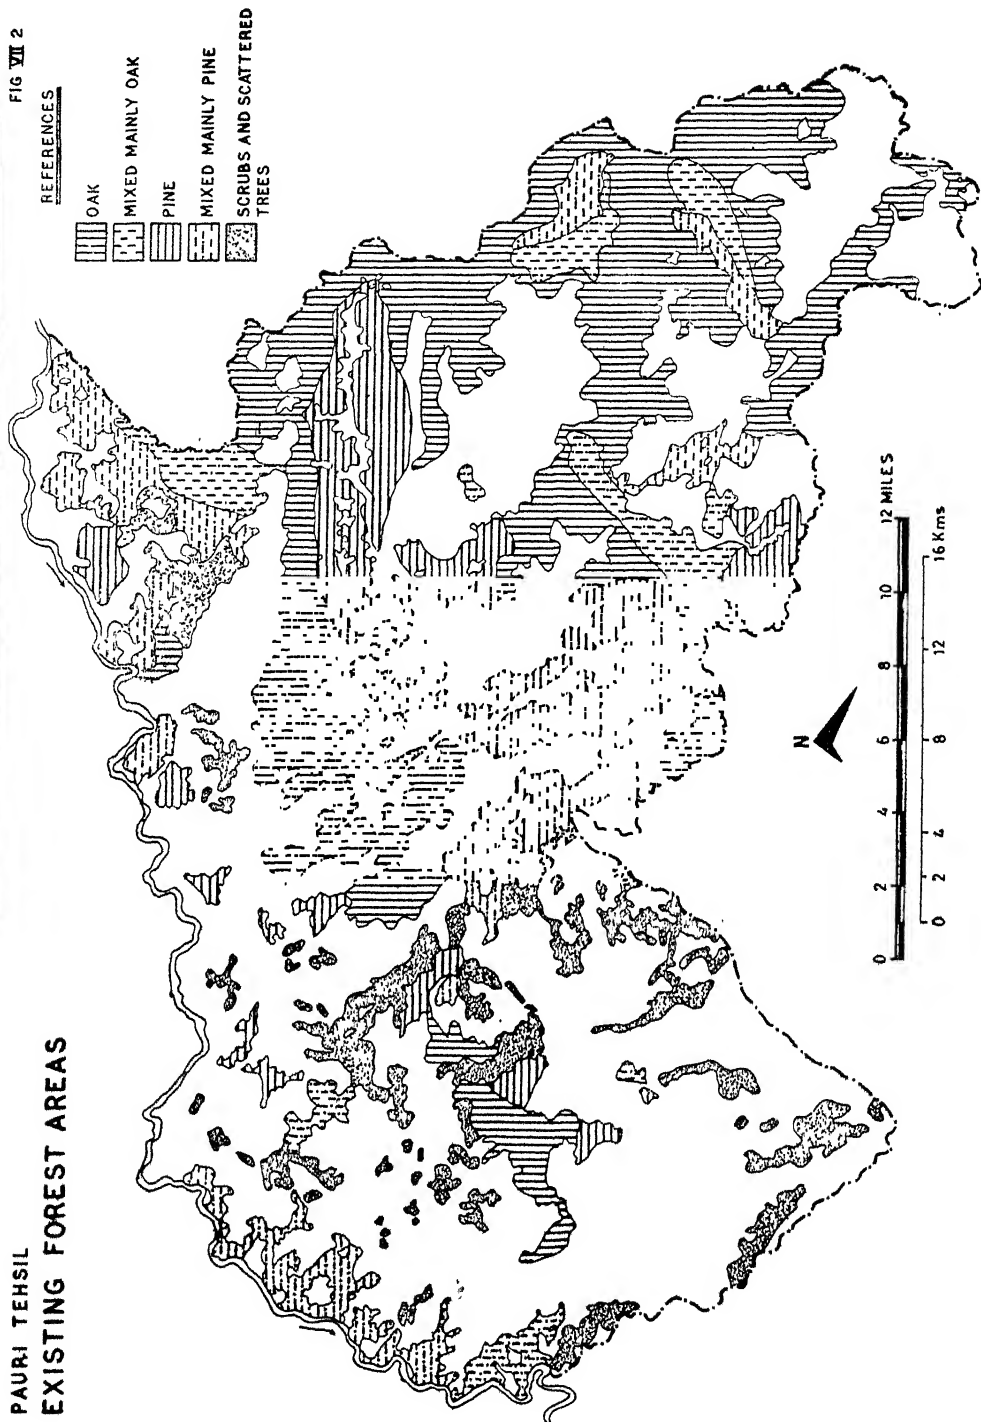 FIG VII 2
PAURI TEHSIL
EXISTING FOREST AREAS
REFERENCES
OAK
MIXED MAINLY OAK
PINE
MIXED MAINLY PINE
SCRUBS AND SCATTERED
TREES
N
0 2 4 6 8 10 12 MILES
0 2 4 8 12 16 Kms